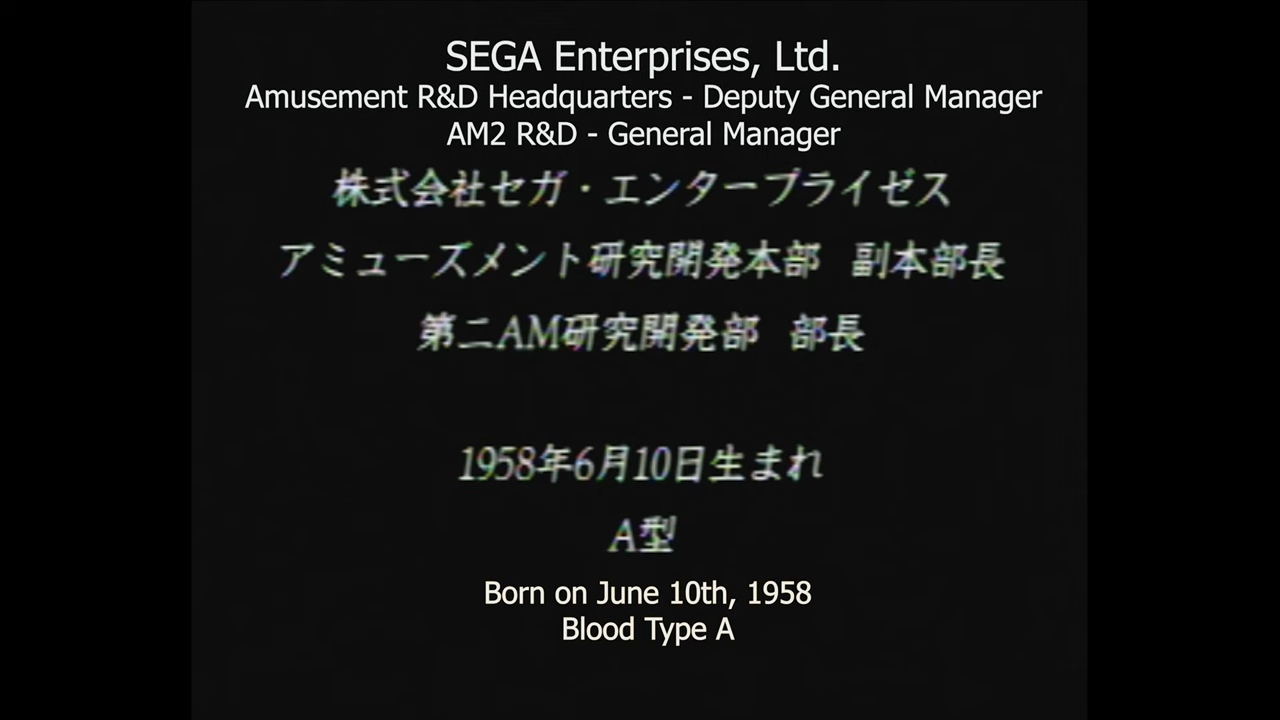 SEGA Enterprises, Ltd.
Amusement R&D Headquarters - Deputy General Manager
AM2 R&D - General Manager
株式会社セガ・エンタープライゼス
アミューズメント研究開発本部　副本部長
第二AM研究開発部　部長
1958年6月10日生まれ
A型
Born on June 10th, 1958
Blood Type A